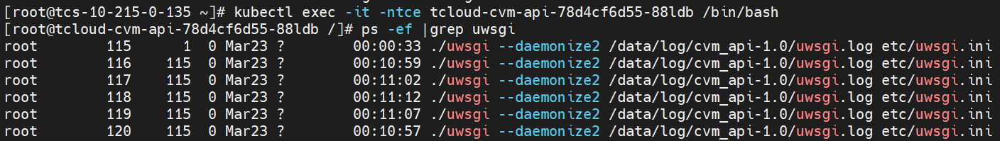 [root@tcs-10-215-0-135 ~]# kubectl exec -it -ntce tcloud-cvm-api-78d4cf6d55-88ldb /bin/bash
[root@tcloud-cvm-api-78d4cf6d55-88ldb /]# ps -ef |grep uwsgi
root         115       1  0 Mar23 ?        00:00:33 ./uwsgi --daemonize2 /data/log/cvm_api-1.0/uwsgi.log etc/uwsgi.ini
root         116     115  0 Mar23 ?        00:10:59 ./uwsgi --daemonize2 /data/log/cvm_api-1.0/uwsgi.log etc/uwsgi.ini
root         117     115  0 Mar23 ?        00:11:02 ./uwsgi --daemonize2 /data/log/cvm_api-1.0/uwsgi.log etc/uwsgi.ini
root         118     115  0 Mar23 ?        00:11:12 ./uwsgi --daemonize2 /data/log/cvm_api-1.0/uwsgi.log etc/uwsgi.ini
root         119     115  0 Mar23 ?        00:11:07 ./uwsgi --daemonize2 /data/log/cvm_api-1.0/uwsgi.log etc/uwsgi.ini
root         120     115  0 Mar23 ?        00:10:57 ./uwsgi --daemonize2 /data/log/cvm_api-1.0/uwsgi.log etc/uwsgi.ini